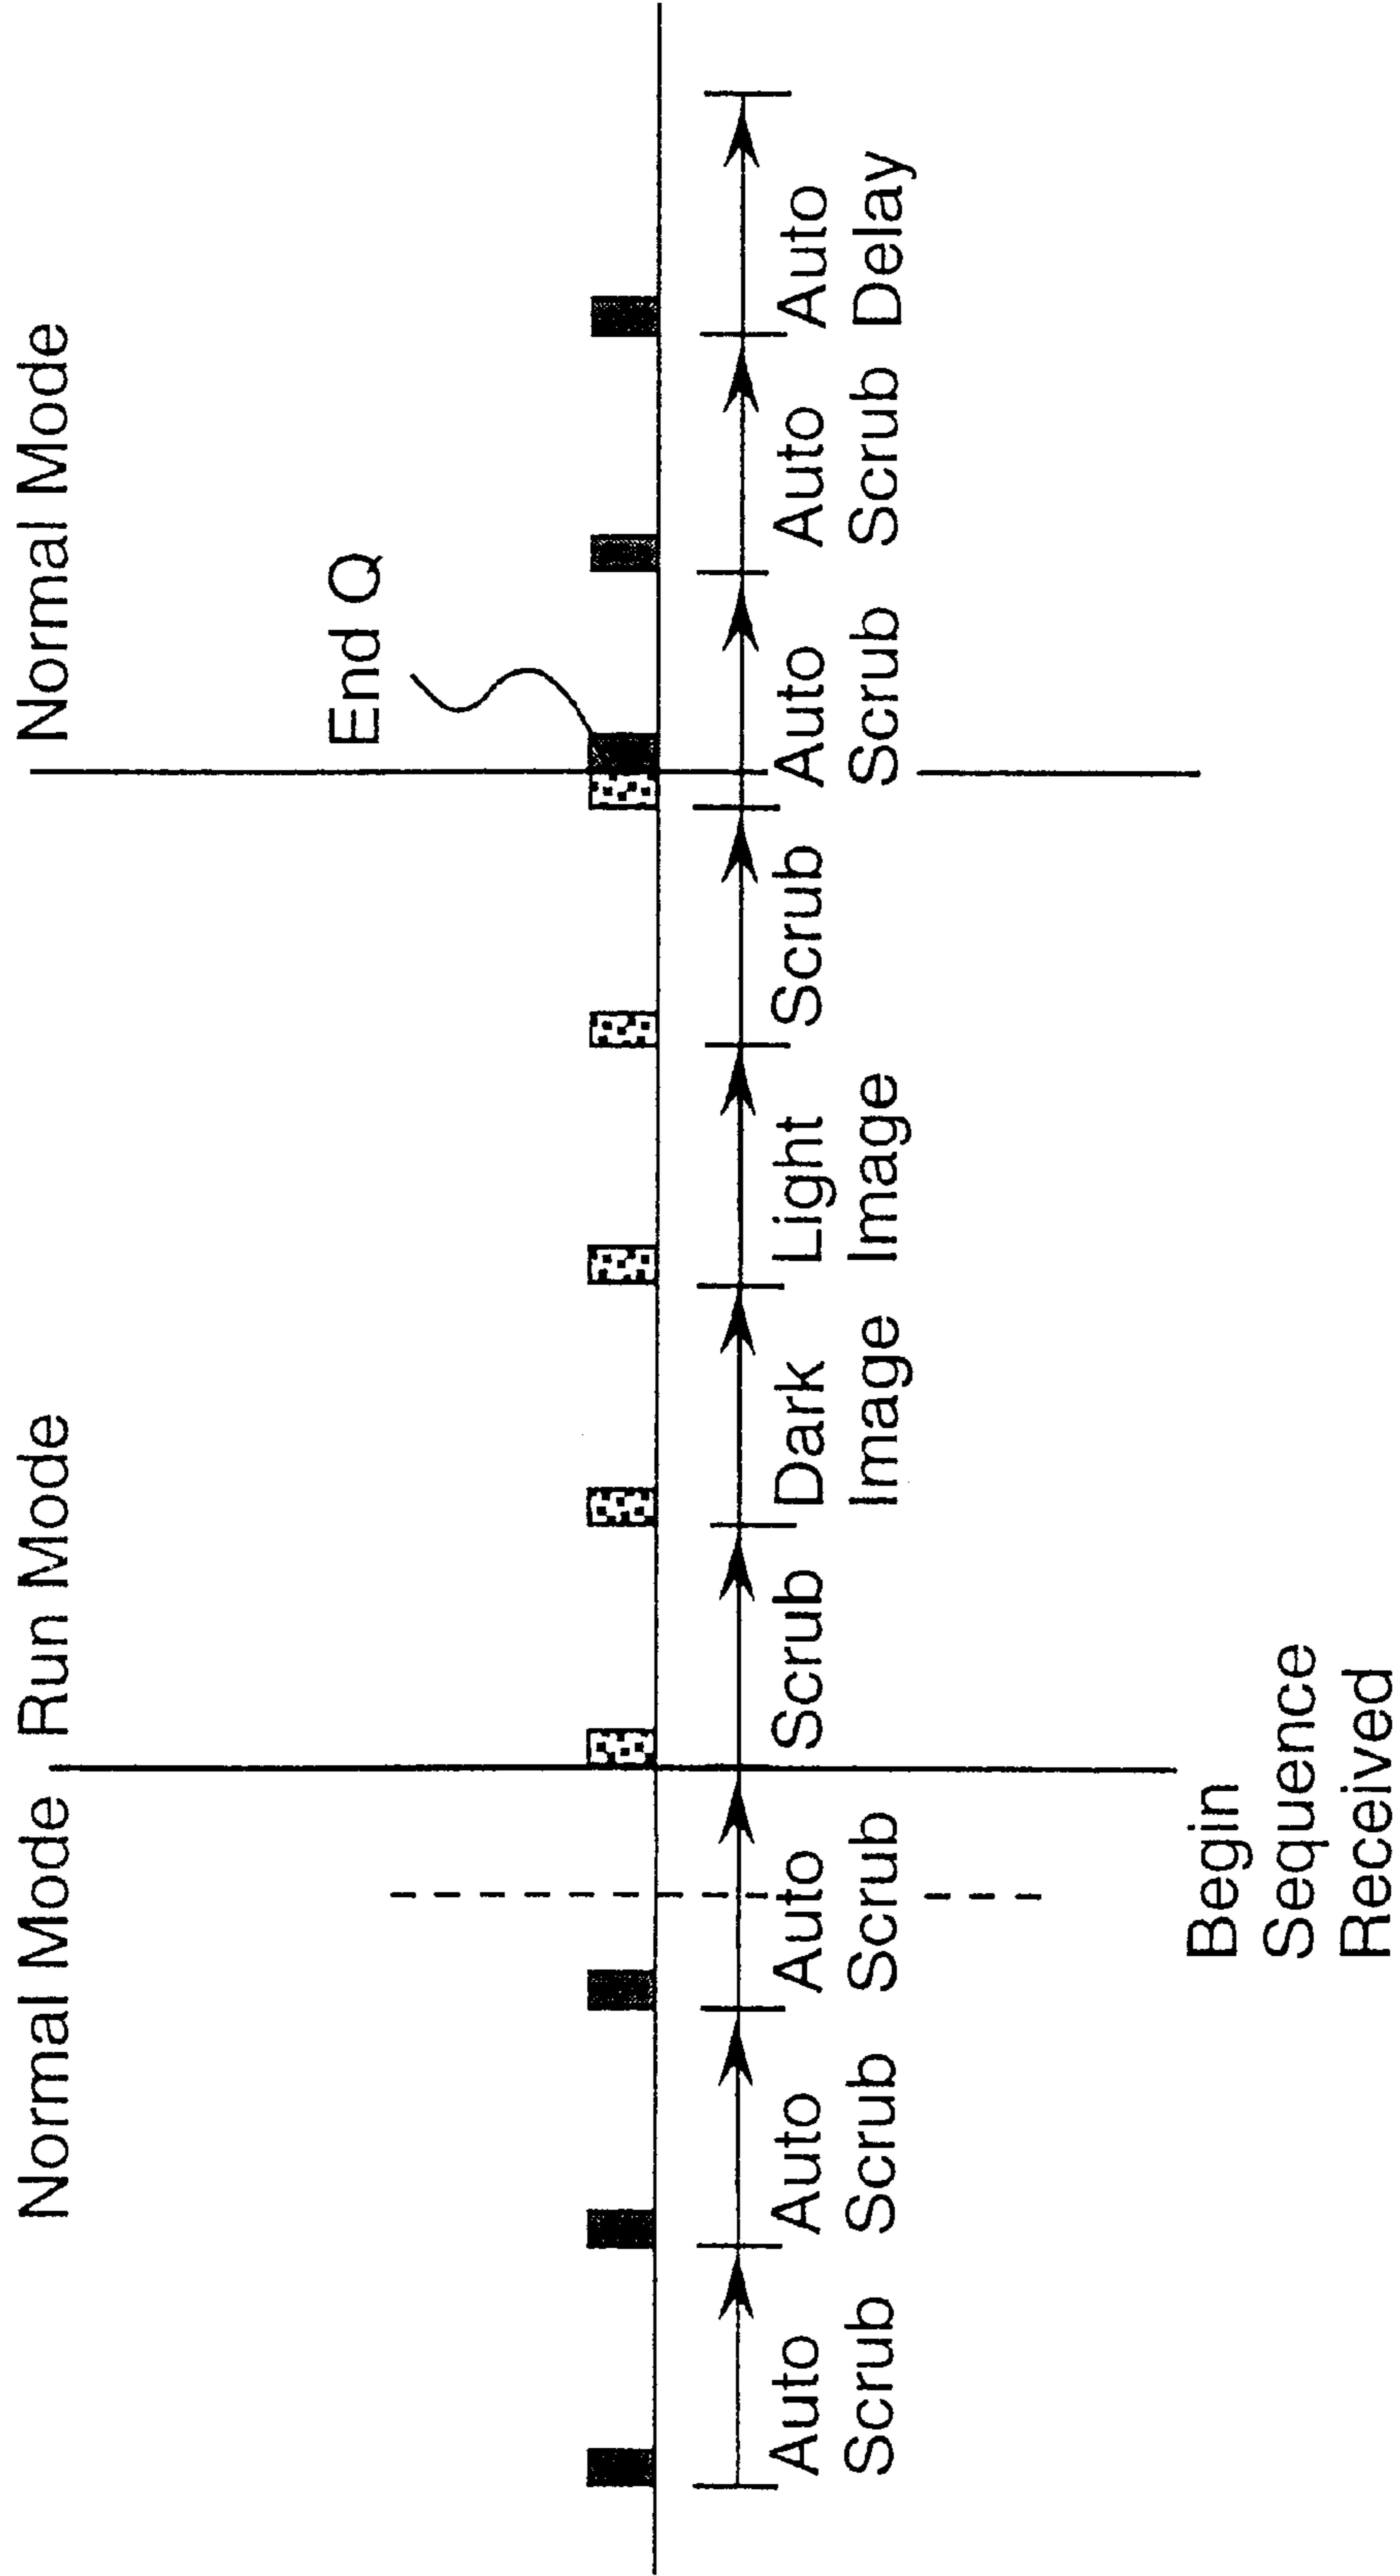 Normal Mode
Run Mode
Normal Mode
End Q
Auto
Scrub
Auto
Scrub
Auto
Scrub
Scrub
Dark
Image
Light
Image
Scrub
Auto
Scrub
Auto
Scrub
Auto
Delay
Begin
Sequence
Received